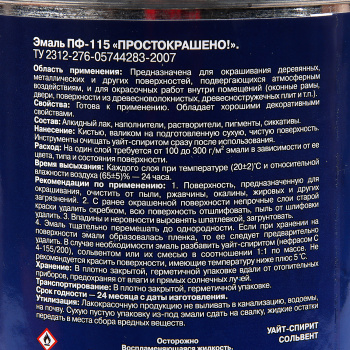 Эмаль ПФ-115 «ПРОСТОКРАШЕНО!».
ТУ 2312-276-05744283-2007
Область применения: Предназначена для окрашивания деревянных,
металлических и других поверхностей, подвергающихся атмосферным
воздействиям, и для окрасочных работ внутри помещений (оконные рамы,
двери, поверхности из древесноволокнистых, древесностружечных плит и т.п.).
Свойства: Готова к применению. Обладает хорошими декоративными
свойствами.
Состав: Алкидный лак, наполнители, растворители, пигменты, сиккативы.
Нанесение: Кистью, валиком на подготовленную сухую, чистую поверхность.
Инструменты очищать уайт-спиритом сразу после использования.
Расход: На один слой требуется от 100 до 300 г/м² эмали в зависимости от ее
цвета, типа и состояния поверхности.
Время высыхания: Каждого слоя при температуре (20±2)°С и относительной
влажности воздуха (65±5)% — 24 часа.
Рекомендации по применению: 1. Поверхность, предназначенную для
окрашивания, очистить от пыли, ржавчины, окалины, жировых и других
загрязнений. 2. С ранее окрашенной поверхности непрочные слои старой
краски удалить скребком, всю поверхность отшлифовать, пыль от шлифовки
удалить. 3. Впадины и неровности выровнять шпатлевкой, загрунтовать.
4. Эмаль тщательно перемешать до однородности. Если при хранении на
поверхности эмали образовалась пленка, то ее следует предварительно
удалить. В случае необходимости эмаль разбавить уайт-спиритом (нефрасом С
4-155/200), сольвентом или их смесью в соотношении 1:1 по массе. Не
рекомендуется красить поверхности, имеющие температуру ниже плюс 5 °С.
Хранение: В плотно закрытой, герметичной упаковке вдали от отопительных
приборов, предохраняя от влаги и прямых солнечных лучей.
Транспортирование: В плотно закрытой, герметичной упаковке.
Срок годности — 24 месяца с даты изготовления.
Утилизация: Лакокрасочную продукцию не выливать в канализацию, водоемы,
на почву. Сухую пустую упаковку из-под эмали сдать на свалку, жидкие остатки
передать в места сбора вредных веществ.
УАЙТ-СПИРИТ
СОЛЬВЕНТ
Осторожно
Воспламеняющаяся жидкость.